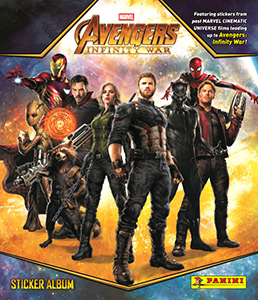 MARVEL
AVENGERS
INFINITY WAR
Featuring stickers from
past MARVEL CINEMATIC
UNIVERSE films leading
up to Avengers:
Infinity War!
STICKER ALBUM
PANINI